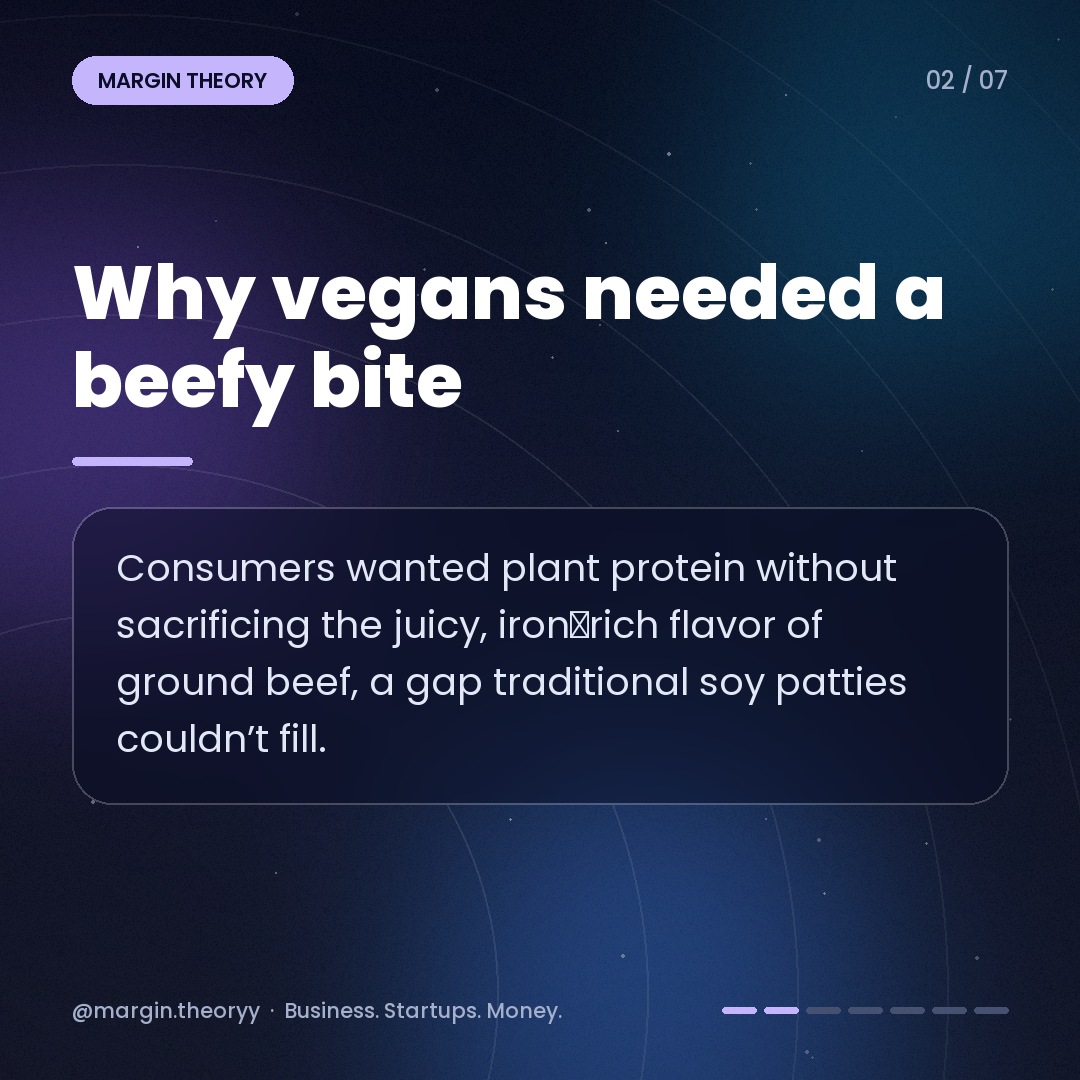 MARGIN THEORY
02 / 07
Why vegans needed a
beefy bite
Consumers wanted plant protein without
sacrificing the juicy, iron☒rich flavor of
ground beef, a gap traditional soy patties
couldn’t fill.
@margin.theoryy · Business. Startups. Money.